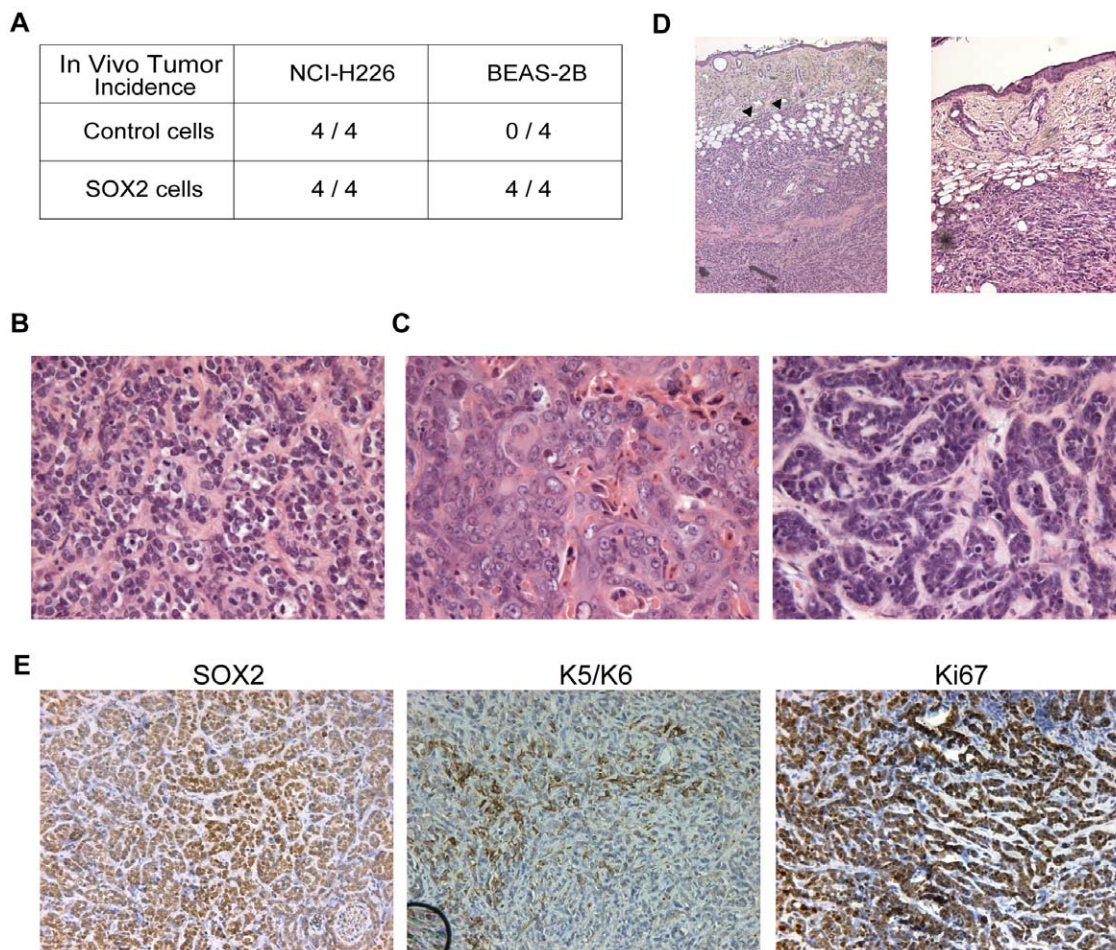 A
In Vivo Tumor Incidence NCI-H226 BEAS-2B
Control cells 4 / 4 0 / 4
SOX2 cells 4 / 4 4 / 4
D
B
C
E
SOX2 K5/K6 Ki67